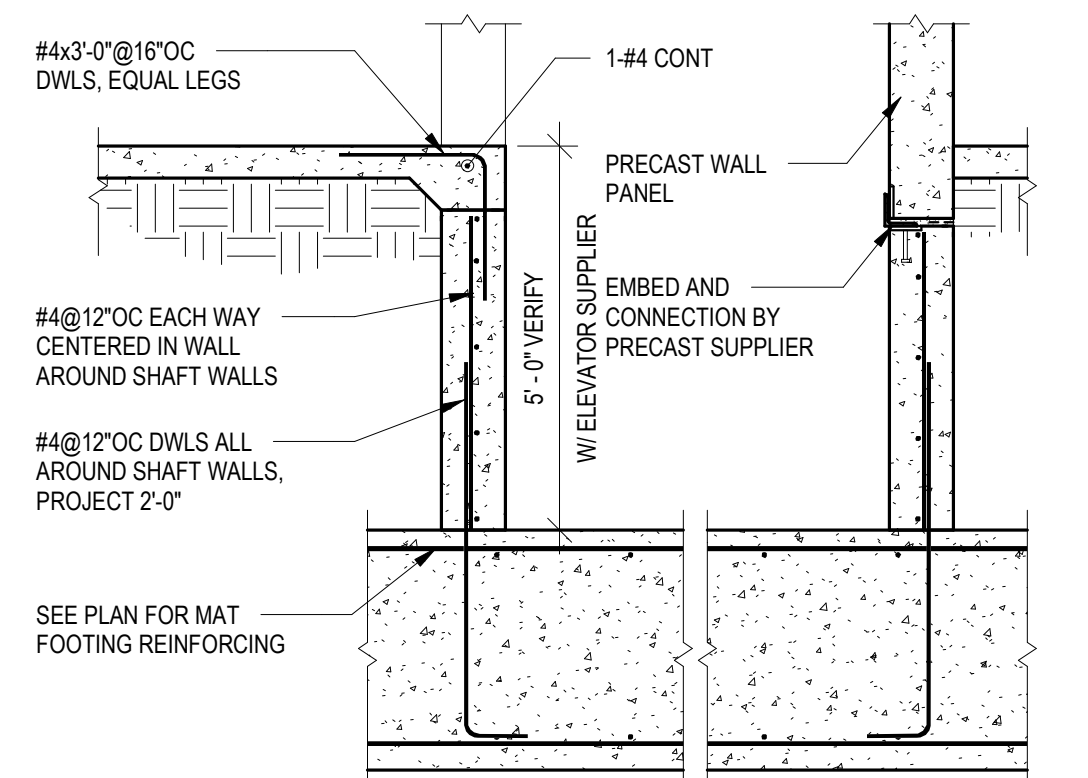 #4x3'-0"@16"OC
DWLS, EQUAL LEGS
1-#4 CONT
PRECAST WALL
PANEL
5' - 0" VERIFY
W/ ELEVATOR SUPPLIER
EMBED AND
CONNECTION BY
PRECAST SUPPLIER
#4@12"OC EACH WAY
CENTERED IN WALL
AROUND SHAFT WALLS
#4@12"OC DWLS ALL
AROUND SHAFT WALLS,
PROJECT 2'-0"
SEE PLAN FOR MAT
FOOTING REINFORCING